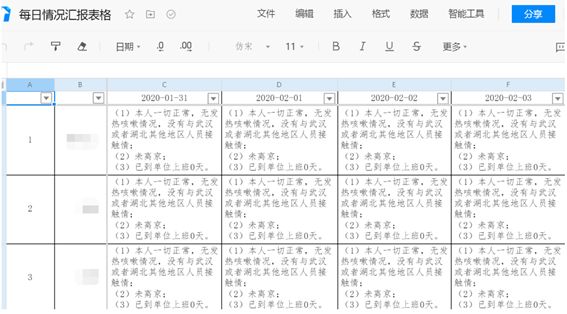 每日情况汇报表格
文件 编辑 插入 格式 数据 智能工具 分享
日期 .0 .00 仿宋 11 B I U S 更多
A B C D E F
2020-01-31 2020-02-01 2020-02-02 2020-02-03
1
(1) 本人一切正常，无发
热咳嗽情况，没有与武汉
或者湖北其他地区人员接
触情；
(2) 未离京；
(3) 已到单位上班0天。
(1) 本人一切正常，无发
热咳嗽情况，没有与武汉
或者湖北其他地区人员接
触情；
(2) 未离京；
(3) 已到单位上班0天。
(1) 本人一切正常，无发
热咳嗽情况，没有与武汉
或者湖北其他地区人员接
触情；
(2) 未离京；
(3) 已到单位上班0天。
(1) 本人一切正常，无发
热咳嗽情况，没有与武汉
或者湖北其他地区人员接
触情；
(2) 未离京；
(3) 已到单位上班0天。
2
(1) 本人一切正常，无发
热咳嗽情况，没有与武汉
或者湖北其他地区人员接
触情；
(2) 未离京；
(3) 已到单位上班0天。
(1) 本人一切正常，无发
热咳嗽情况，没有与武汉
或者湖北其他地区人员接
触情；
(2) 未离京；
(3) 已到单位上班0天。
(1) 本人一切正常，无发
热咳嗽情况，没有与武汉
或者湖北其他地区人员接
触情；
(2) 未离京；
(3) 已到单位上班0天。
(1) 本人一切正常，无发
热咳嗽情况，没有与武汉
或者湖北其他地区人员接
触情；
(2) 未离京；
(3) 已到单位上班0天。
3
(1) 本人一切正常，无发
热咳嗽情况，没有与武汉
或者湖北其他地区人员接
触情；
(2) 未离京；
(3) 已到单位上班0天。
(1) 本人一切正常，无发
热咳嗽情况，没有与武汉
或者湖北其他地区人员接
触情；
(2) 未离京；
(3) 已到单位上班0天。
(1) 本人一切正常，无发
热咳嗽情况，没有与武汉
或者湖北其他地区人员接
触情；
(2) 未离京；
(3) 已到单位上班0天。
(1) 本人一切正常，无发
热咳嗽情况，没有与武汉
或者湖北其他地区人员接
触情；
(2) 未离京；
(3) 已到单位上班0天。